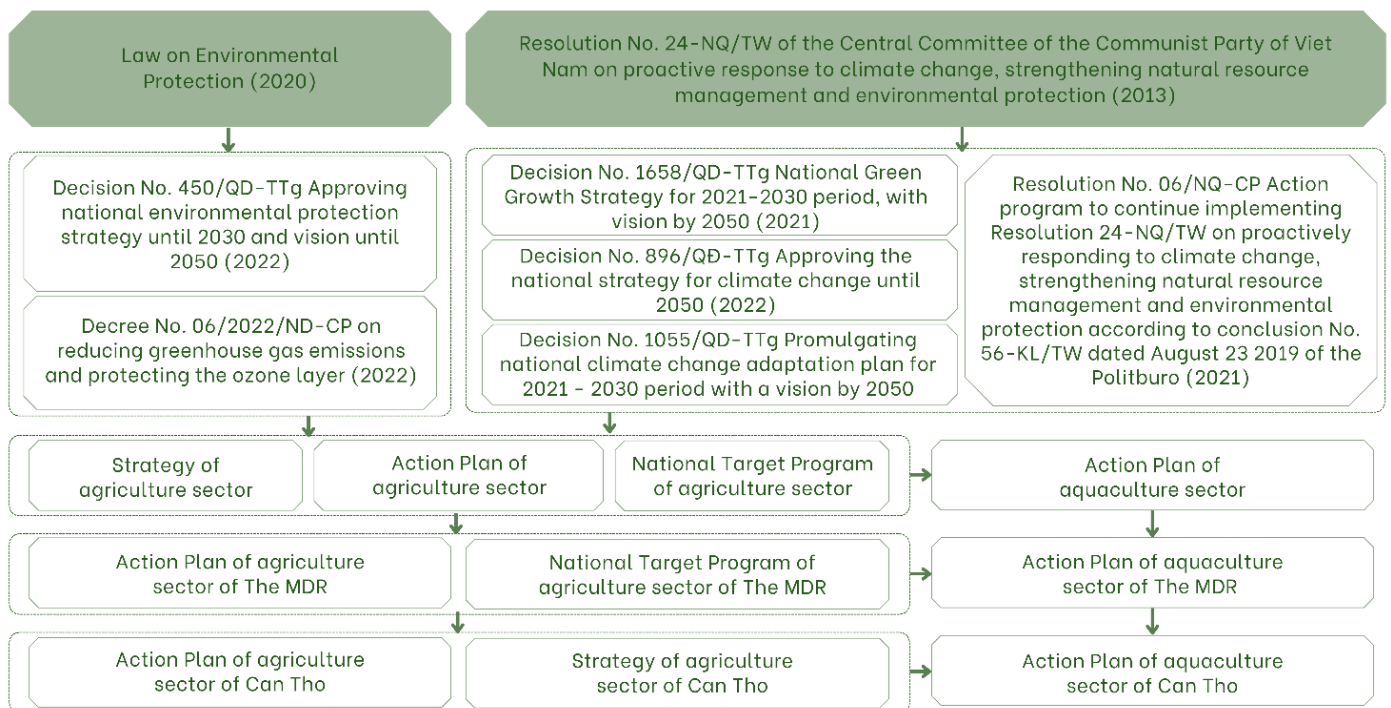 Law on Environmental
Protection (2020)
Resolution No. 24-NQ/TW of the Central Committee of the Communist Party of Viet
Nam on proactive response to climate change, strengthening natural resource
management and environmental protection (2013)
Decision No. 450/QD-TTg Approving
national environmental protection
strategy until 2030 and vision until
2050 (2022)
Decree No. 06/2022/ND-CP on
reducing greenhouse gas emissions
and protecting the ozone layer (2022)
Decision No. 1658/QD-TTg National Green
Growth Strategy for 2021-2030 period, with
vision by 2050 (2021)
Decision No. 896/QĐ-TTg Approving the
national strategy for climate change until
2050 (2022)
Decision No. 1055/QD-TTg Promulgating
national climate change adaptation plan for
2021 - 2030 period with a vision by 2050
Resolution No. 06/NQ-CP Action
program to continue implementing
Resolution 24-NQ/TW on proactively
responding to climate change,
strengthening natural resource
management and environmental
protection according to conclusion No.
56-KL/TW dated August 23 2019 of the
Politburo (2021)
Strategy of
agriculture sector
Action Plan of
agriculture sector
National Target Program
of agriculture sector
Action Plan of
aquaculture sector
Action Plan of agriculture
sector of The MDR
National Target Program of
agriculture sector of The MDR
Action Plan of aquaculture
sector of The MDR
Action Plan of agriculture
sector of Can Tho
Strategy of agriculture
sector of Can Tho
Action Plan of aquaculture
sector of Can Tho